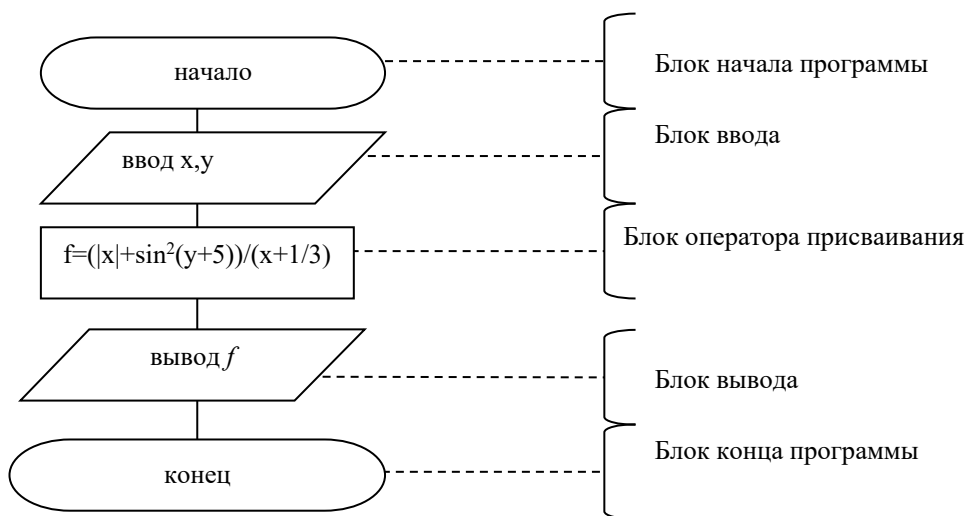 начало
Блок начала программы
ввод x,y
Блок ввода
f=(|x|+sin²(y+5))/(x+1/3)
Блок оператора присваивания
вывод f
Блок вывода
конец
Блок конца программы